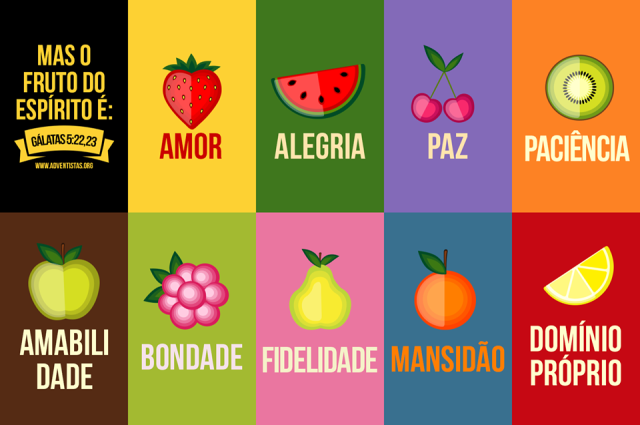 MAS O
FRUTO DO
ESPÍRITO É:
GÁLATAS 5:22,23
WWW.ADVENTISTAS.ORG
AMOR
ALEGRIA
PAZ
PACIÊNCIA
AMABILI
DADE
BONDADE
FIDELIDADE
MANSIDÃO
DOMÍNIO
PRÓPRIO